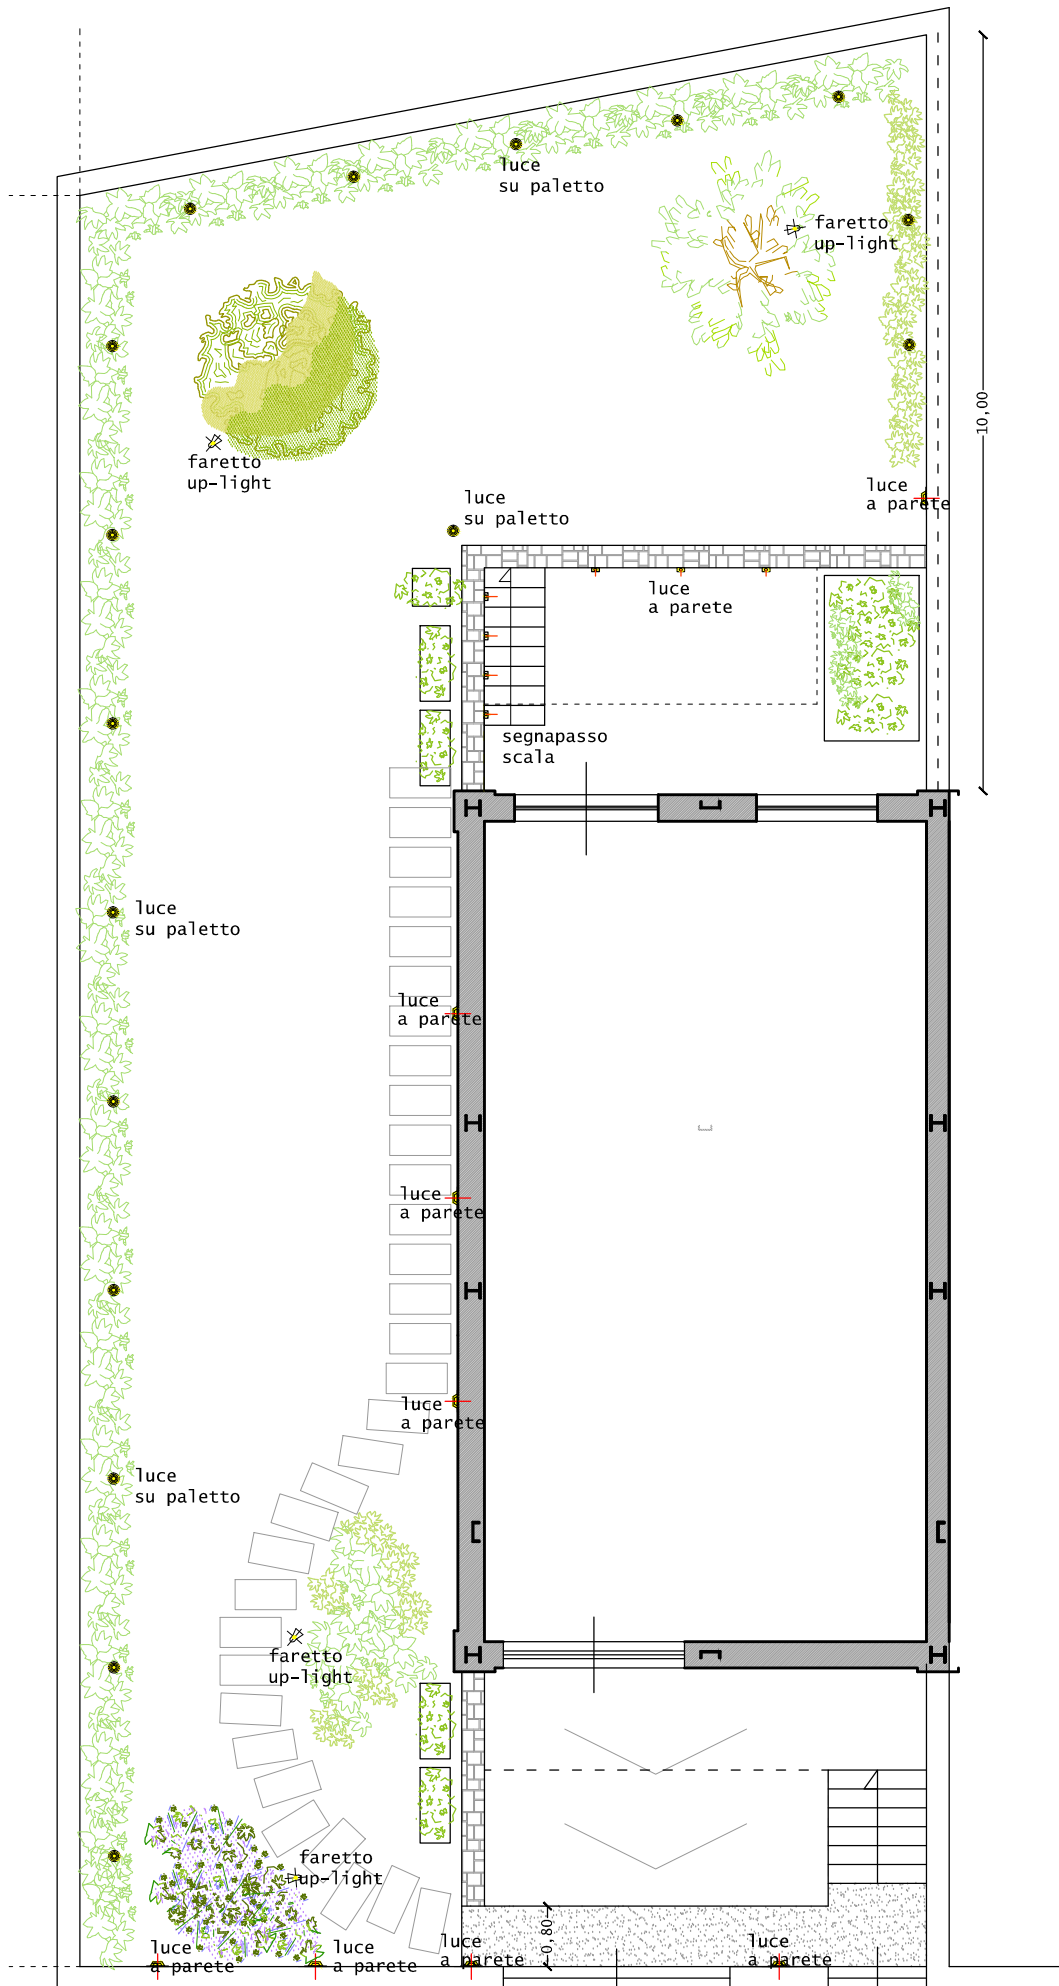 luce
su paletto
faretto
up-light
10,00
faretto
up-light
luce
a parete
luce
su paletto
luce
a parete
segnapasso
scala
luce
su paletto
luce
a parete
luce
a parete
luce
a parete
luce
su paletto
faretto
up-light
faretto
up-light
0,80
luce
a parete
luce
a parete
luce
a parete
luce
a parete